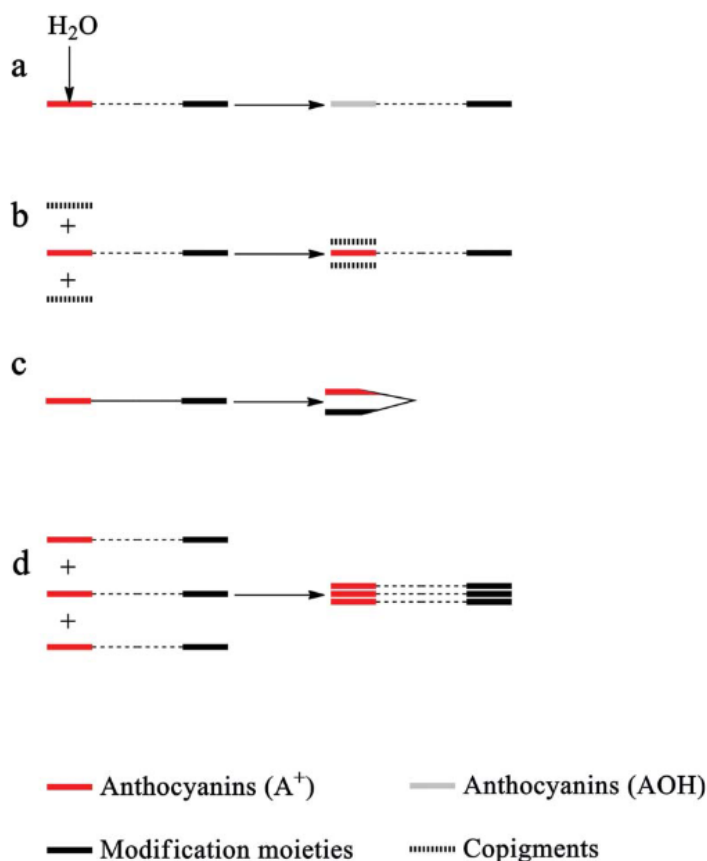 H₂O
a
b
+
+
c
d
+
+
Anthocyanins (A⁺)
Anthocyanins (AOH)
Modification moieties
Copigments